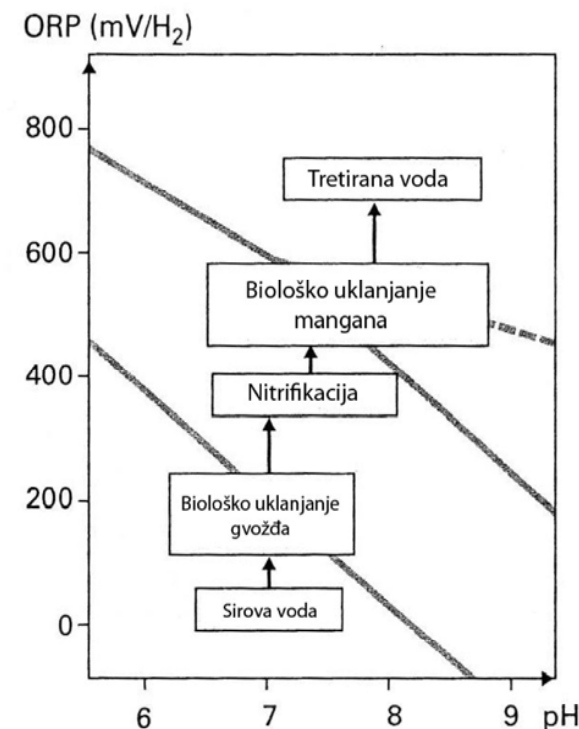 ORP (mV/H₂)
800
Tretirana voda
600
Biološko uklanjanje
mangana
400
Nitrifikacija
200
Biološko uklanjanje
gvožđa
Sirova voda
0
6 7 8 9 pH